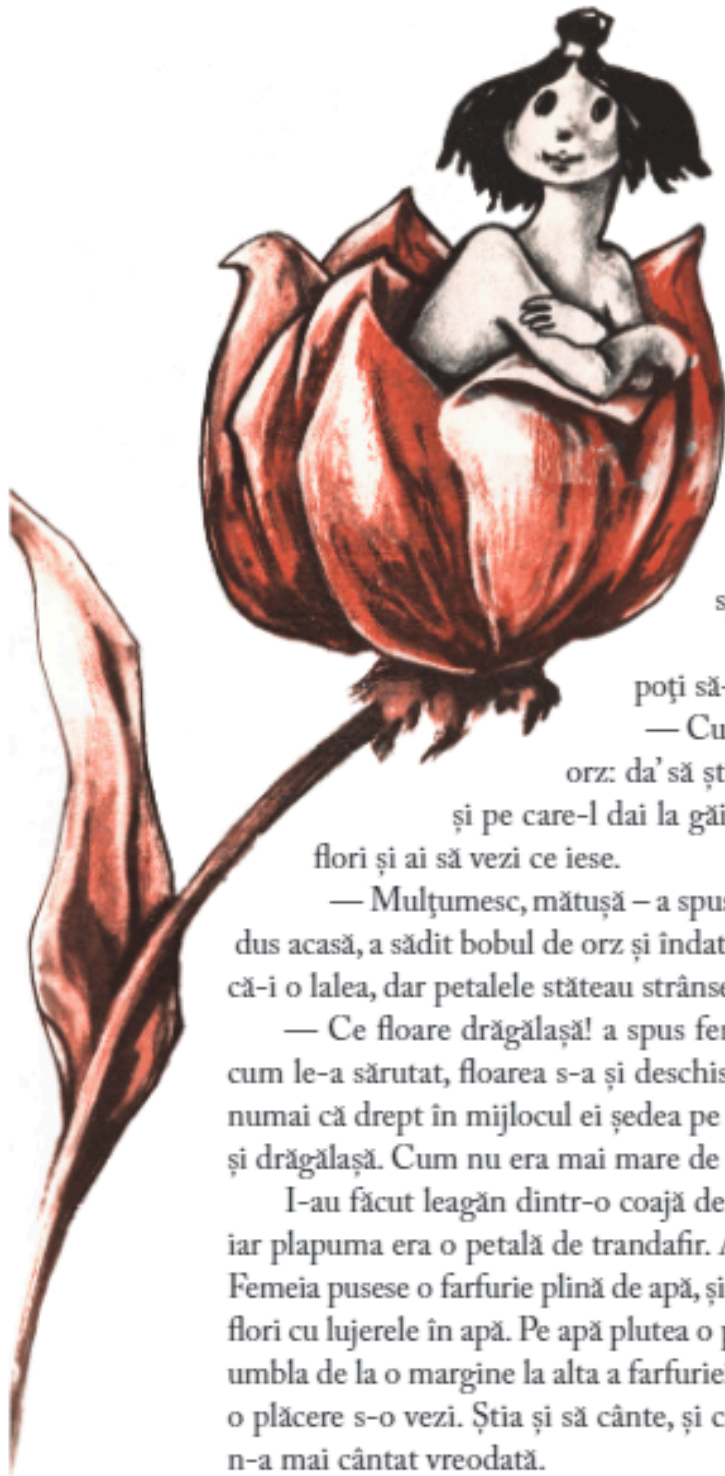 s
poți să-
— Cu
orz: da’ să șt
și pe care-l dai la găi
flori și ai să vezi ce iese.
— Mulțumesc, mătușă – a spus
dus acasă, a sădit bobul de orz și îndat
că-i o lalea, dar petalele stăteau strânse
— Ce floare drăgălașă! a spus fer
cum le-a sărutat, floarea s-a și deschis
numai că drept în mijlocul ei ședea pe
și drăgălașă. Cum nu era mai mare de
I-au făcut leagăn dintr-o coajă de
iar plapuma era o petală de trandafir. A
Femeia pusese o farfurie plină de apă, și
flori cu lujerele în apă. Pe apă plutea o p
umbla de la o margine la alta a farfurie
o plăcere s-o vezi. Știa și să cânte, și c
n-a mai cântat vreodată.